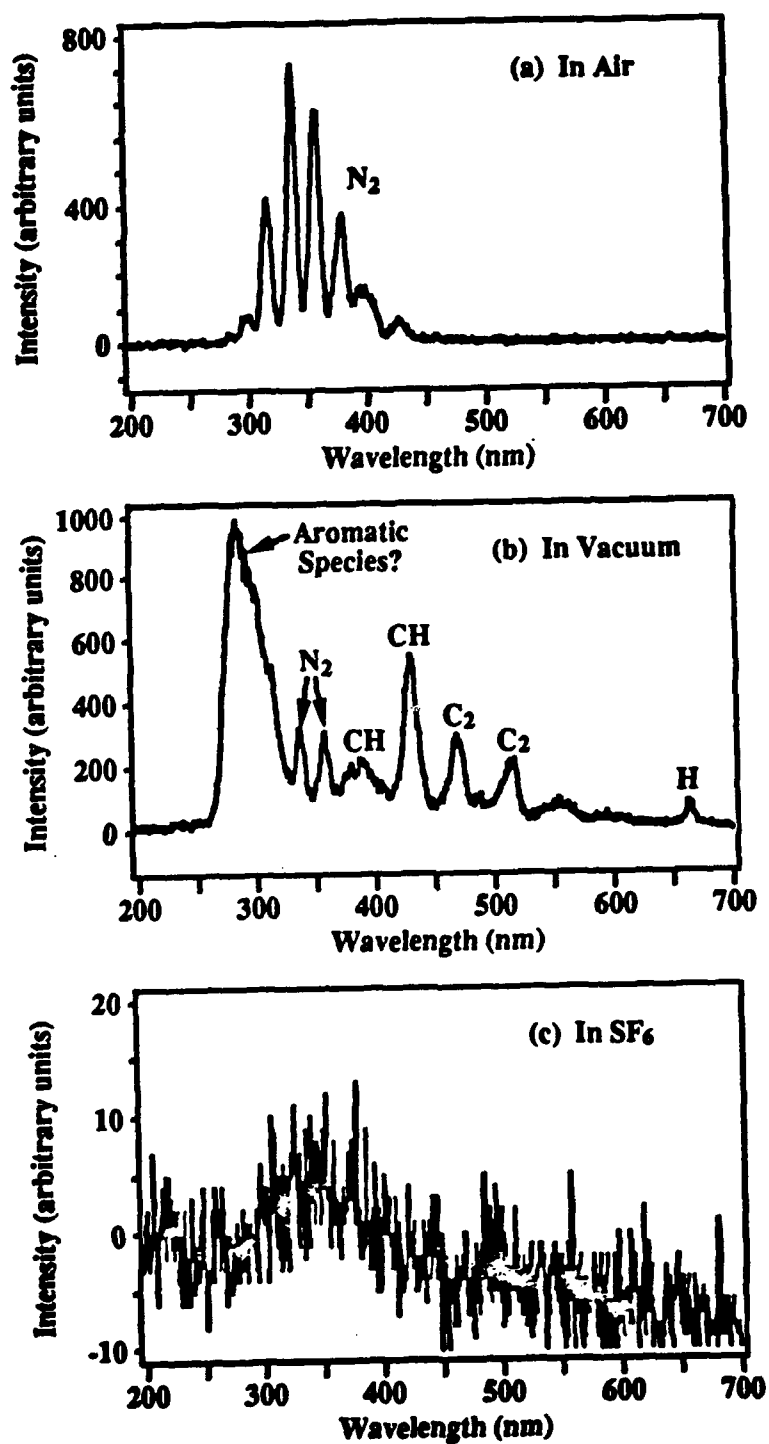 (a) In Air
800
400
0
N₂
Intensity (arbitrary units)
200 300 400 500 600 700
Wavelength (nm)
(b) In Vacuum
1000
800
600
400
200
0
Aromatic
Species?
N₂
CH
CH
C₂
C₂
H
Intensity (arbitrary units)
200 300 400 500 600 700
Wavelength (nm)
(c) In SF₆
20
10
0
-10
Intensity (arbitrary units)
200 300 400 500 600 700
Wavelength (nm)